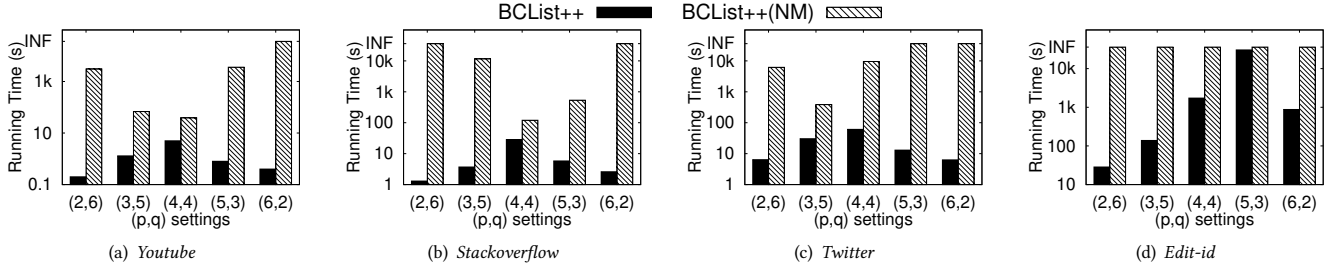 BCList++ BCList++(NM)
Running Time (s)
INF
1k
10
0.1
(2,6) (3,5) (4,4) (5,3) (6,2)
(p,q) settings
(a) Youtube
Running Time (s)
INF
10k
1k
100
10
1
(2,6) (3,5) (4,4) (5,3) (6,2)
(p,q) settings
(b) Stackoverflow
Running Time (s)
INF
10k
1k
100
10
1
(2,6) (3,5) (4,4) (5,3) (6,2)
(p,q) settings
(c) Twitter
Running Time (s)
INF
10k
1k
100
10
(2,6) (3,5) (4,4) (5,3) (6,2)
(p,q) settings
(d) Edit-id